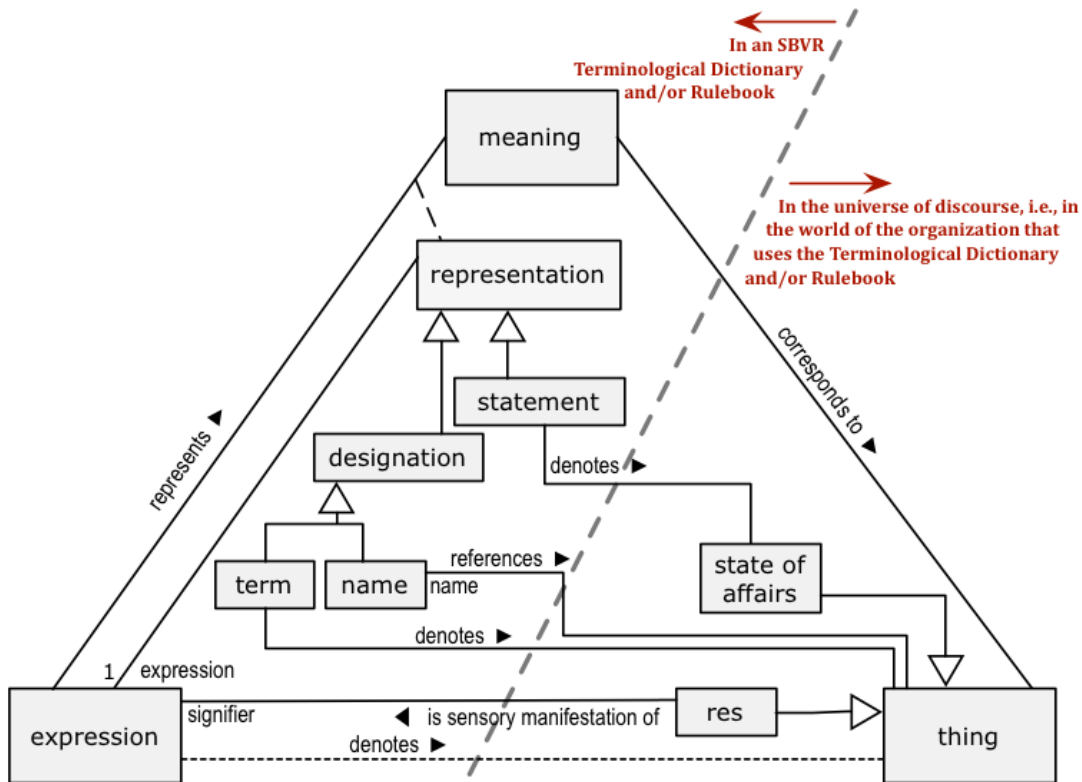 In an SBVR
Terminological Dictionary
and/or Rulebook
meaning
In the universe of discourse, i.e., in
the world of the organization that
uses the Terminological Dictionary
and/or Rulebook
representation
corresponds to ▶
statement
represents ▶
designation
denotes ▶
references ▶
state of
affairs
term
name
name
denotes ▶
1
expression
signifier
expression
◀ is sensory manifestation of
res
thing
denotes ▶